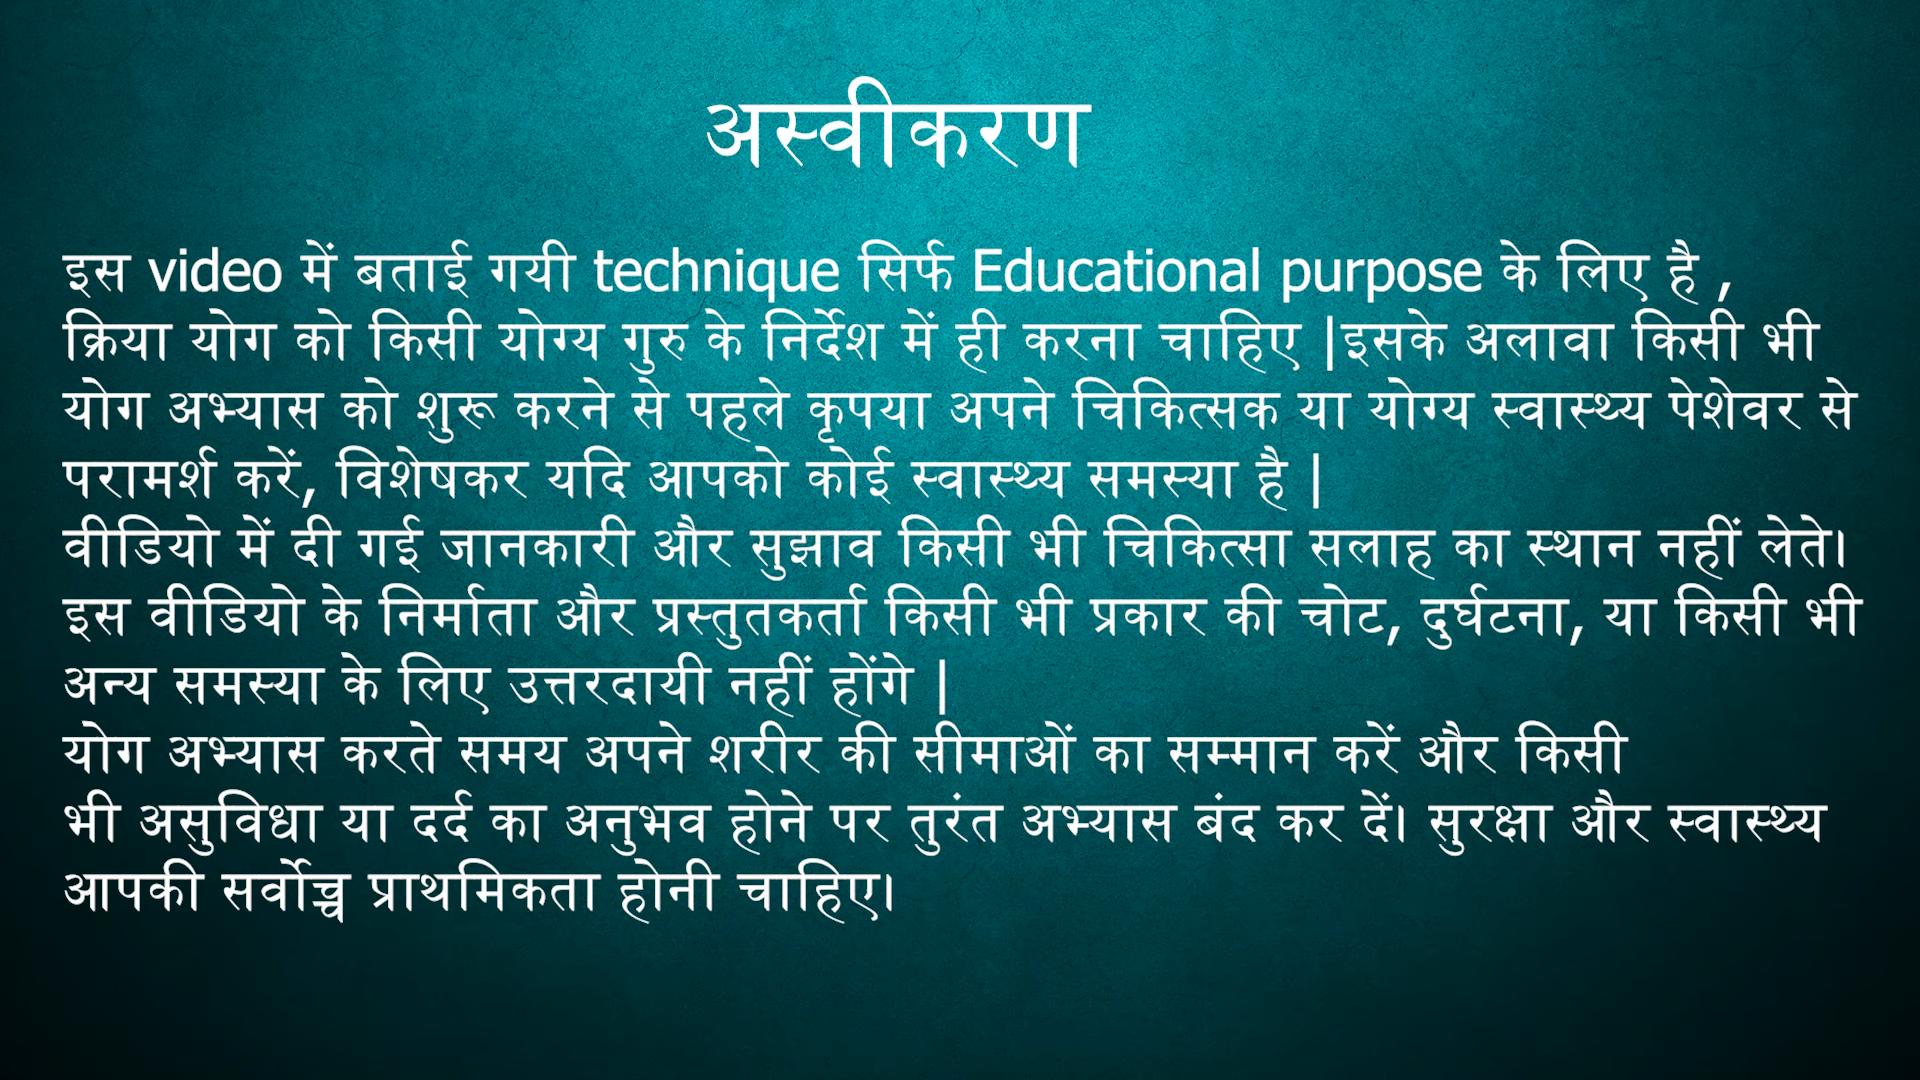 अस्वीकरण
इस video में बताई गयी technique सिर्फ Educational purpose के लिए है ,
क्रिया योग को किसी योग्य गुरु के निर्देश में ही करना चाहिए |इसके अलावा किसी भी
योग अभ्यास को शुरू करने से पहले कृपया अपने चिकित्सक या योग्य स्वास्थ्य पेशेवर से
परामर्श करें, विशेषकर यदि आपको कोई स्वास्थ्य समस्या है |
वीडियो में दी गई जानकारी और सुझाव किसी भी चिकित्सा सलाह का स्थान नहीं लेते।
इस वीडियो के निर्माता और प्रस्तुतकर्ता किसी भी प्रकार की चोट, दुर्घटना, या किसी भी
अन्य समस्या के लिए उत्तरदायी नहीं होंगे |
योग अभ्यास करते समय अपने शरीर की सीमाओं का सम्मान करें और किसी
भी असुविधा या दर्द का अनुभव होने पर तुरंत अभ्यास बंद कर दें। सुरक्षा और स्वास्थ्य
आपकी सर्वोच्च प्राथमिकता होनी चाहिए।